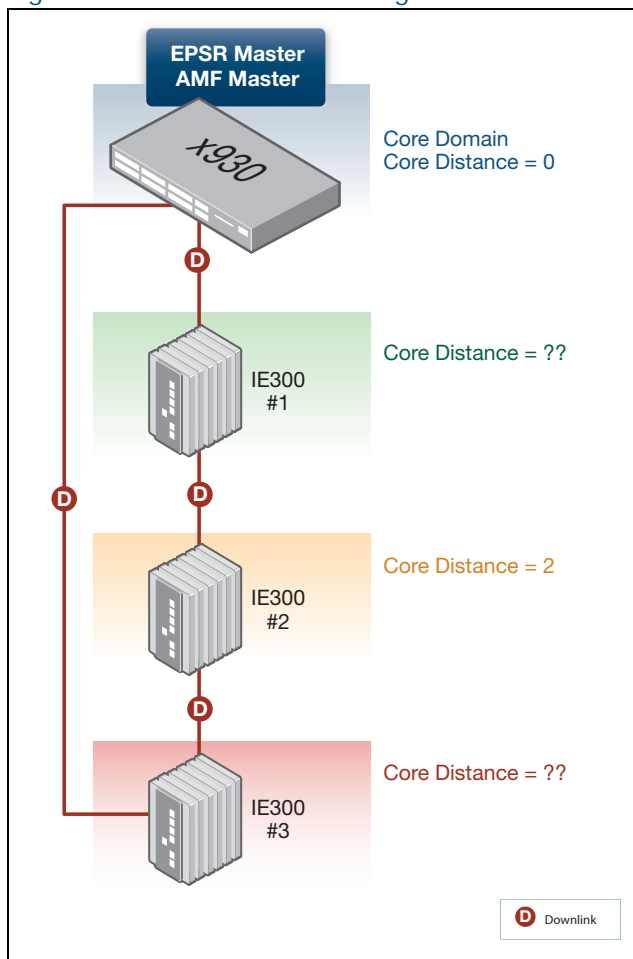 EPSR Master
AMF Master
x930
Core Domain
Core Distance = 0
D
Core Distance = ??
IE300
#1
D
D
Core Distance = 2
IE300
#2
D
Core Distance = ??
IE300
#3
D Downlink